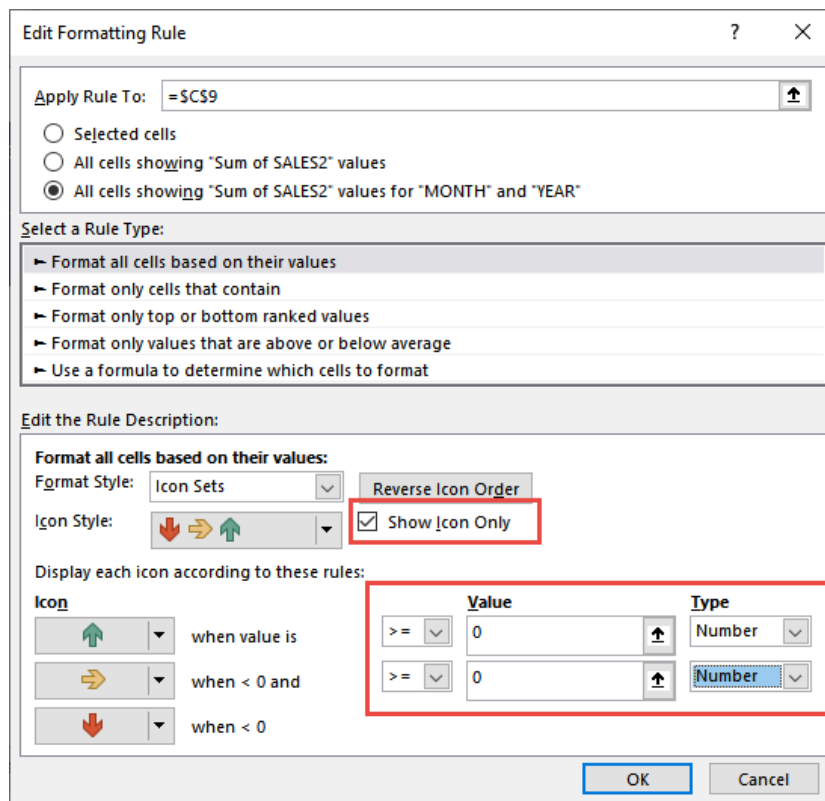 Edit Formatting Rule ? ×
Apply Rule To: =$C$9
Selected cells
All cells showing "Sum of SALES2" values
All cells showing "Sum of SALES2" values for "MONTH" and "YEAR"
Select a Rule Type:
► Format all cells based on their values
► Format only cells that contain
► Format only top or bottom ranked values
► Format only values that are above or below average
► Use a formula to determine which cells to format
Edit the Rule Description:
Format all cells based on their values:
Format Style: Icon Sets Reverse Icon Order
Icon Style: Show Icon Only
Display each icon according to these rules:
Icon Value Type
when value is >= 0 Number
when < 0 and >= 0 Number
when < 0
OK Cancel